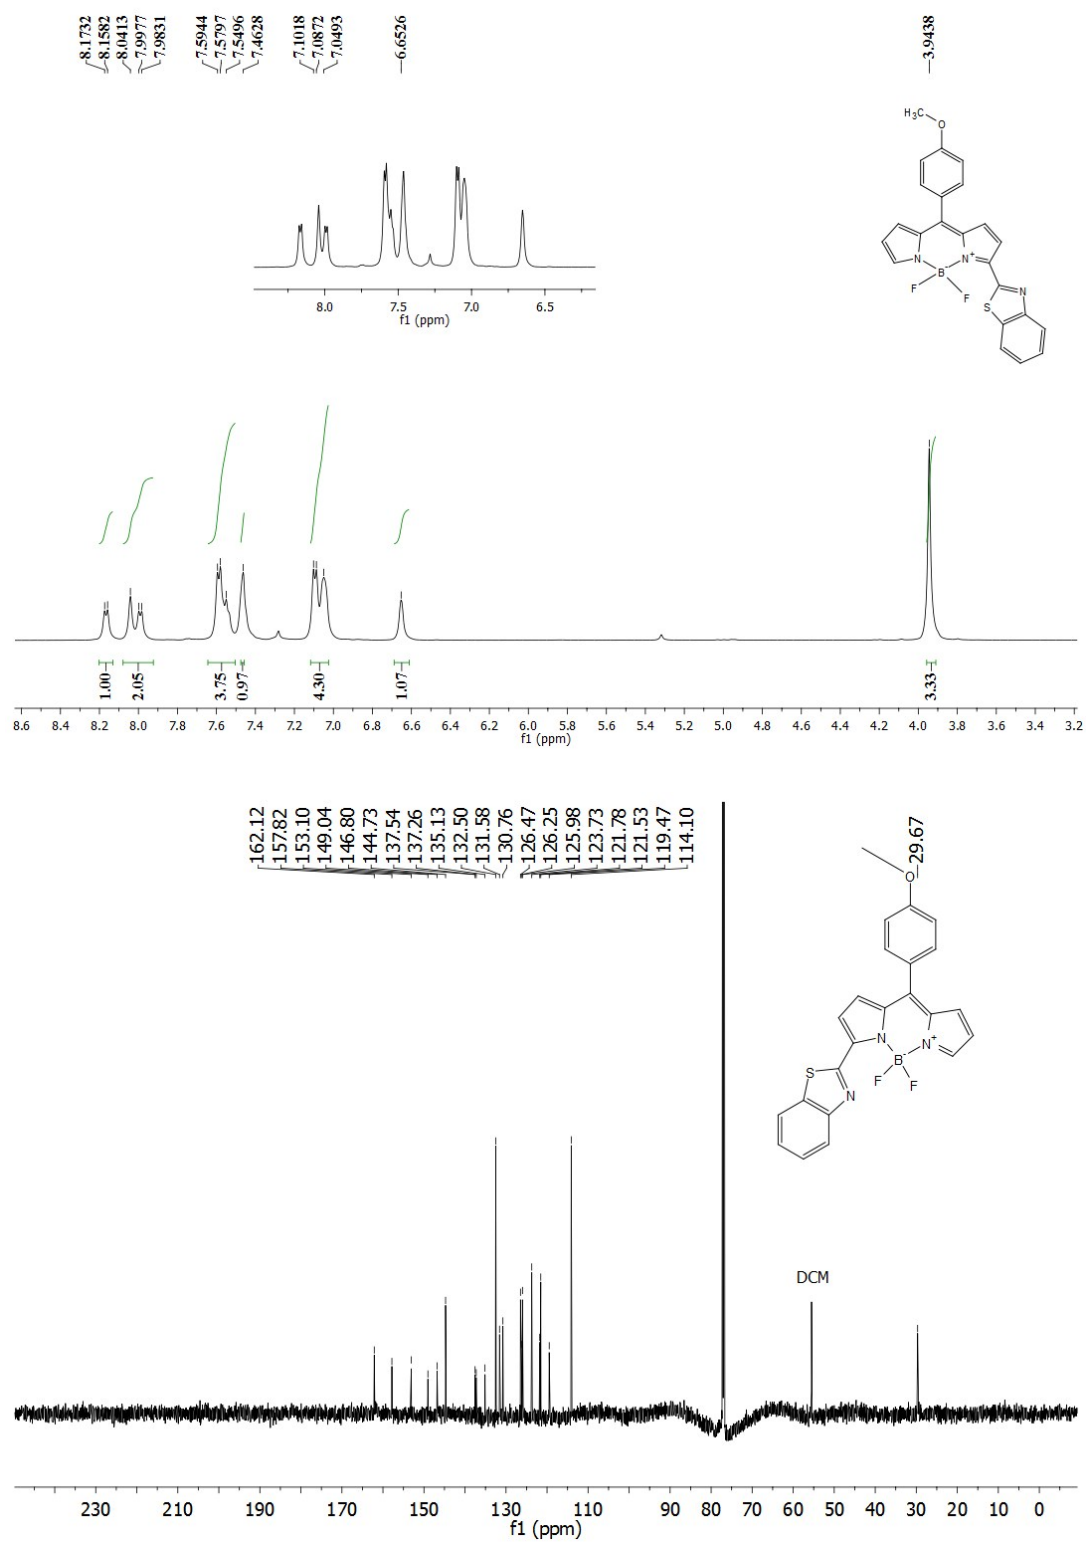 8.1732
8.1582
8.0413
7.9977
7.9831
7.5944
7.5797
7.5496
7.4628
7.1018
7.0872
7.0493
6.6526
3.9438
H₃C
O
N
N⁺
B⁻
F
F
N
S
8.0 7.5 7.0 6.5
f1 (ppm)
1.00
2.05
3.75
0.97
4.30
1.07
3.33
8.6 8.4 8.2 8.0 7.8 7.6 7.4 7.2 7.0 6.8 6.6 6.4 6.2 6.0 5.8 5.6 5.4 5.2 5.0 4.8 4.6 4.4 4.2 4.0 3.8 3.6 3.4 3.2
f1 (ppm)
162.12
157.82
153.10
149.04
146.80
144.73
137.54
137.26
135.13
132.50
131.58
130.76
126.47
126.25
125.98
123.73
121.78
121.53
119.47
114.10
29.67
O
N
N⁺
B⁻
F
F
S
N
DCM
230 210 190 170 150 130 110 90 80 70 60 50 40 30 20 10 0
f1 (ppm)